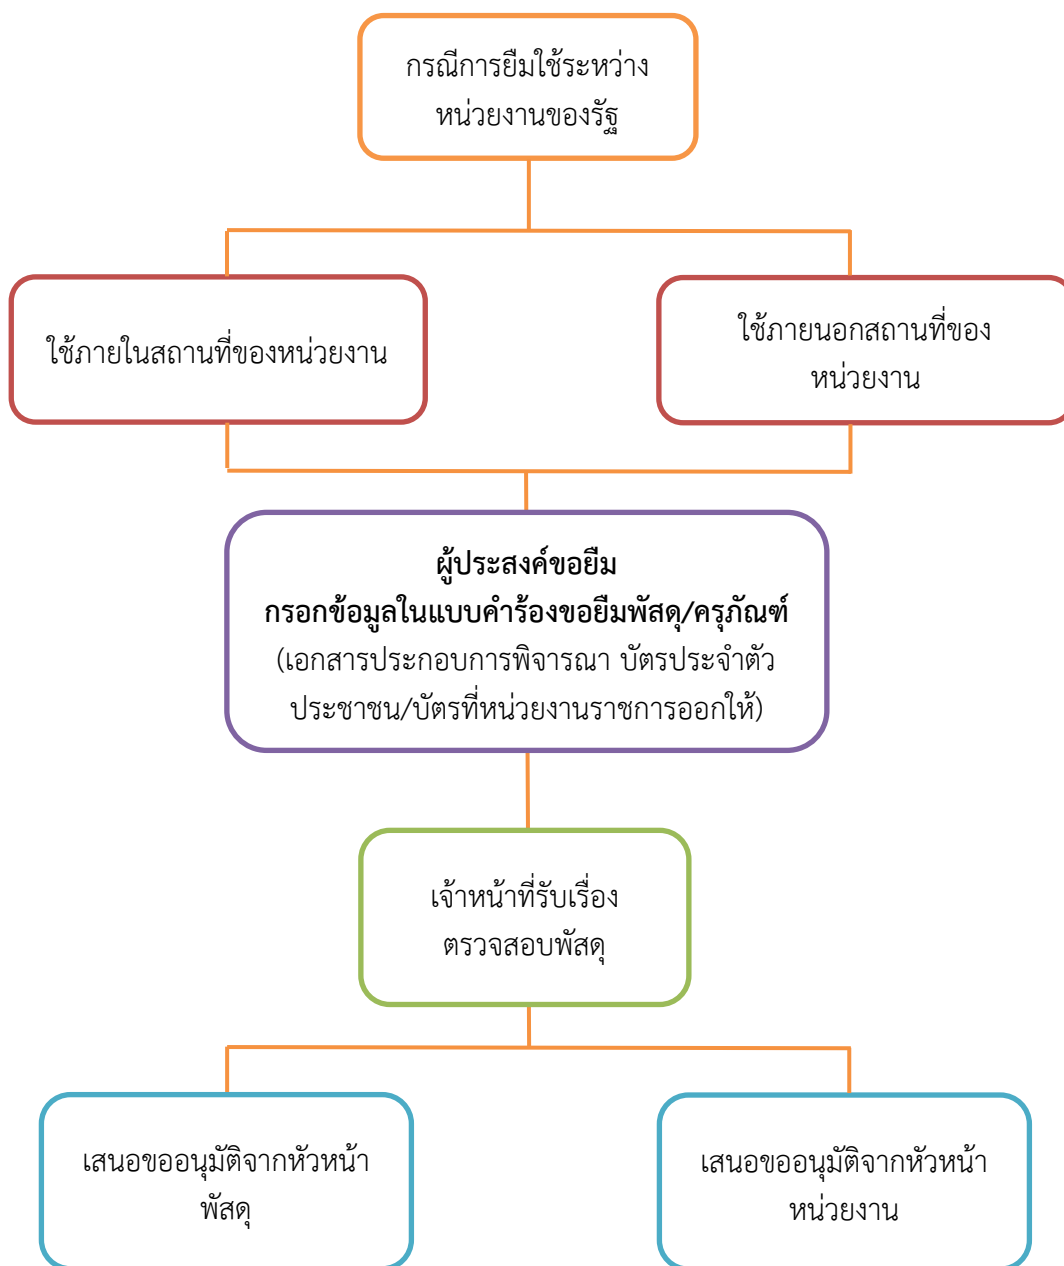 กรณีการยืมใช้ระหว่าง
หน่วยงานของรัฐ
ใช้ภายในสถานที่ของหน่วยงาน
ใช้ภายนอกสถานที่ของ
หน่วยงาน
ผู้ประสงค์ขอยืม
กรอกข้อมูลในแบบคำร้องขอยืมพัสดุ/ครุภัณฑ์
(เอกสารประกอบการพิจารณา บัตรประจำตัว
ประชาชน/บัตรที่หน่วยงานราชการออกให้)
เจ้าหน้าที่รับเรื่อง
ตรวจสอบพัสดุ
เสนอขออนุมัติจากหัวหน้า
พัสดุ
เสนอขออนุมัติจากหัวหน้า
หน่วยงาน